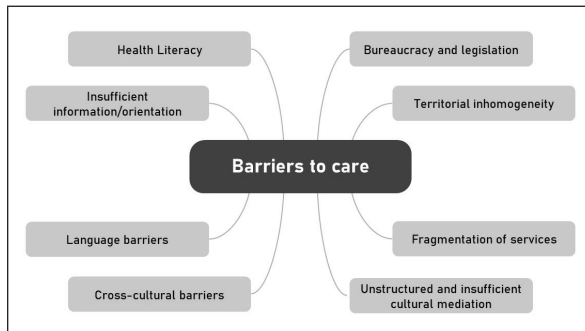 Health Literacy
Bureaucracy and legislation
Insufficient
information/orientation
Territorial inhomogeneity
Barriers to care
Language barriers
Fragmentation of services
Cross-cultural barriers
Unstructured and insufficient
cultural mediation